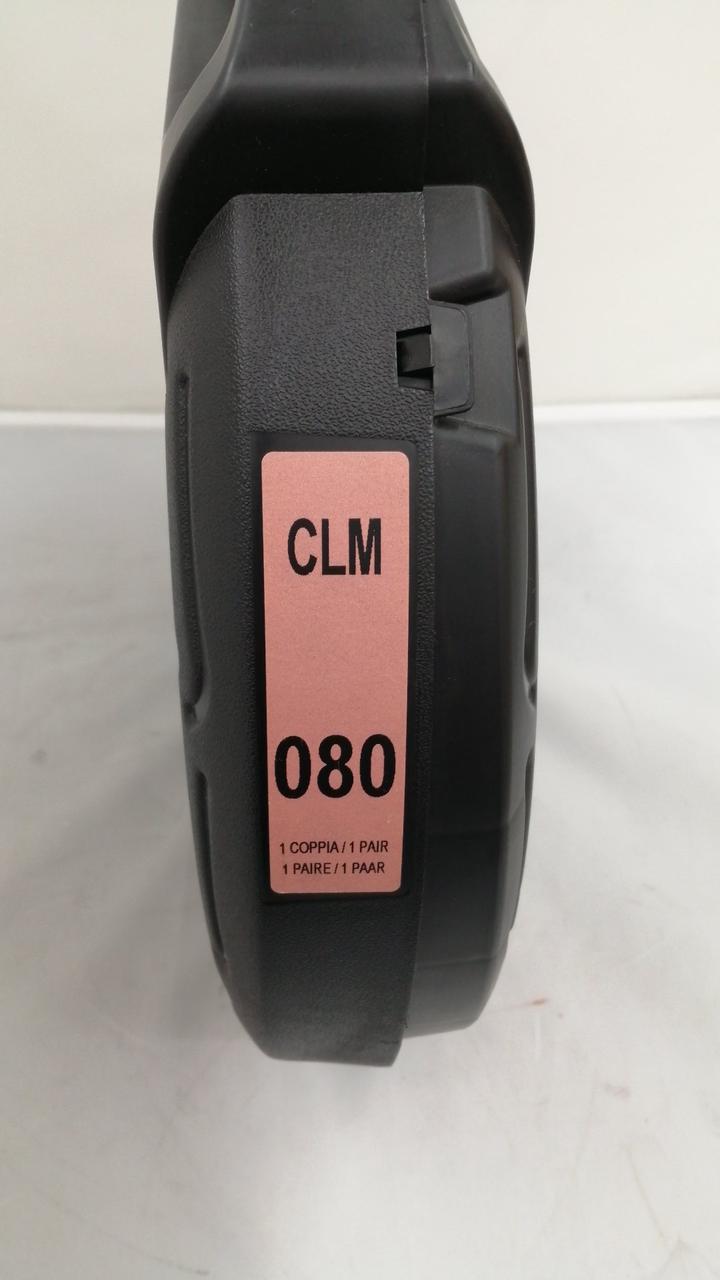 CLM
080
1 COPPIA / 1 PAIR
1 PAIRE / 1 PAAR